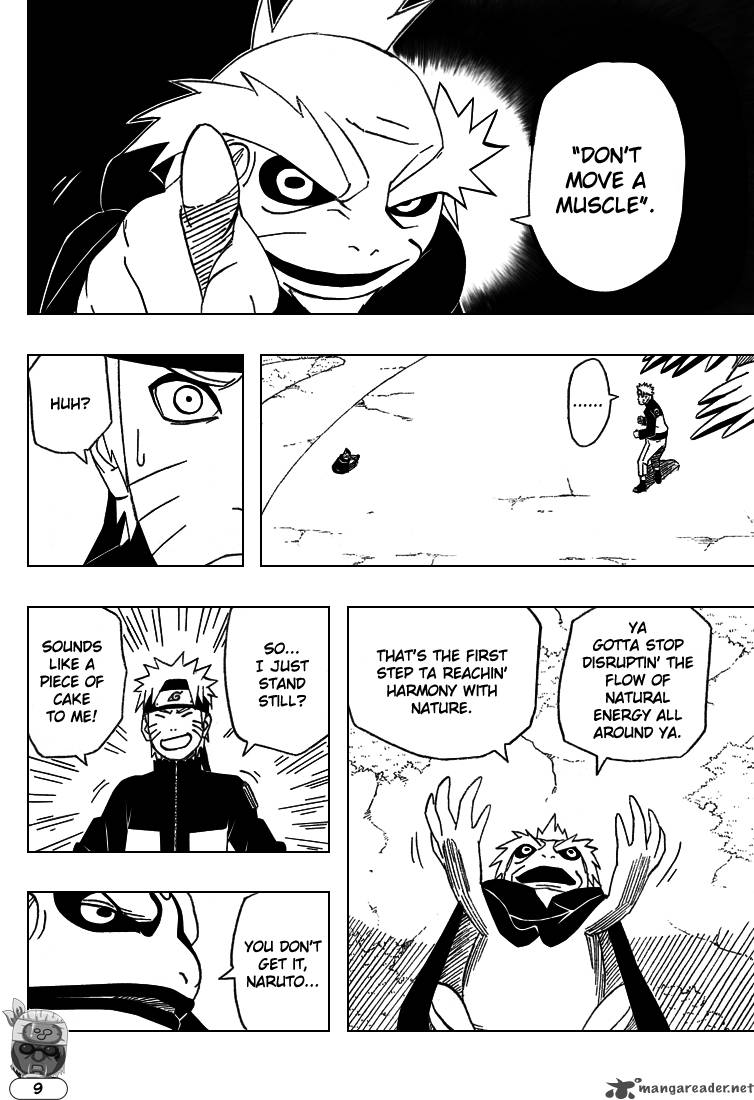 "DON'T
MOVE A
MUSCLE".
......
HUH?
YA
GOTTA STOP
DISRUPTIN' THE
FLOW OF
NATURAL
ENERGY ALL
AROUND YA.
THAT'S THE FIRST
STEP TA REACHIN'
HARMONY WITH
NATURE.
SO...
I JUST
STAND
STILL?
SOUNDS
LIKE A
PIECE OF
CAKE
TO ME!
YOU DON'T
GET IT,
NARUTO...
9
mangareader.net